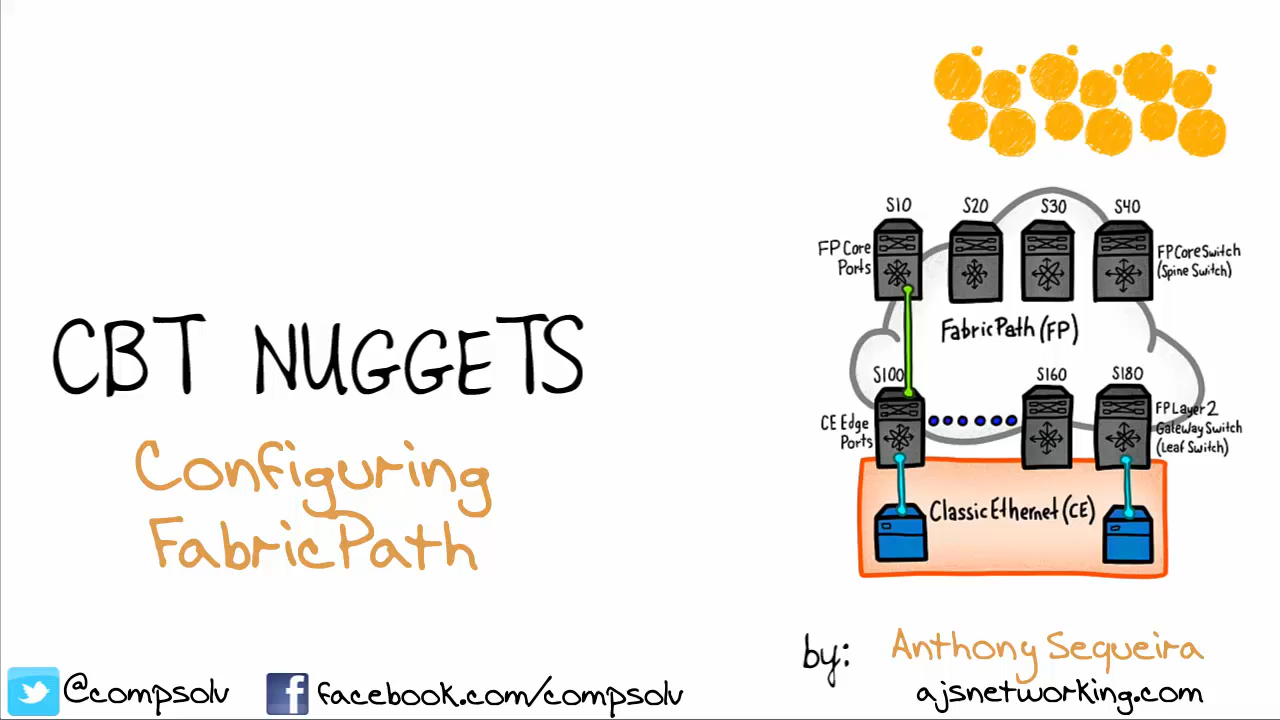 S10 S20 S30 S40
FP Core
Ports
FP Core Switch
(Spine Switch)
FabricPath (FP)
S100 S160 S180
CE Edge
Ports
FP Layer 2
Gateway Switch
(Leaf Switch)
Classic Ethernet (CE)
CBT NUGGETS
Configuring
FabricPath
by: Anthony Sequeira
ajsnetworking.com
@compsolv
f facebook.com/compsolv